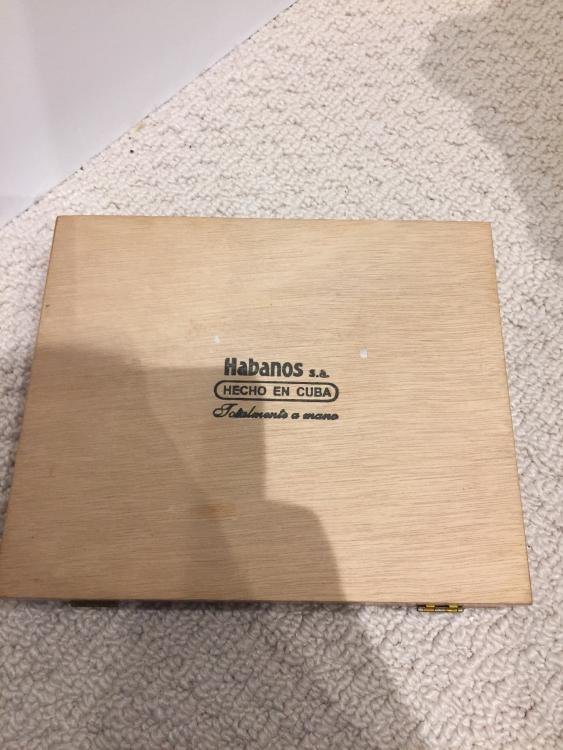 Habanos s.a.
HECHO EN CUBA
Totalmente a mano